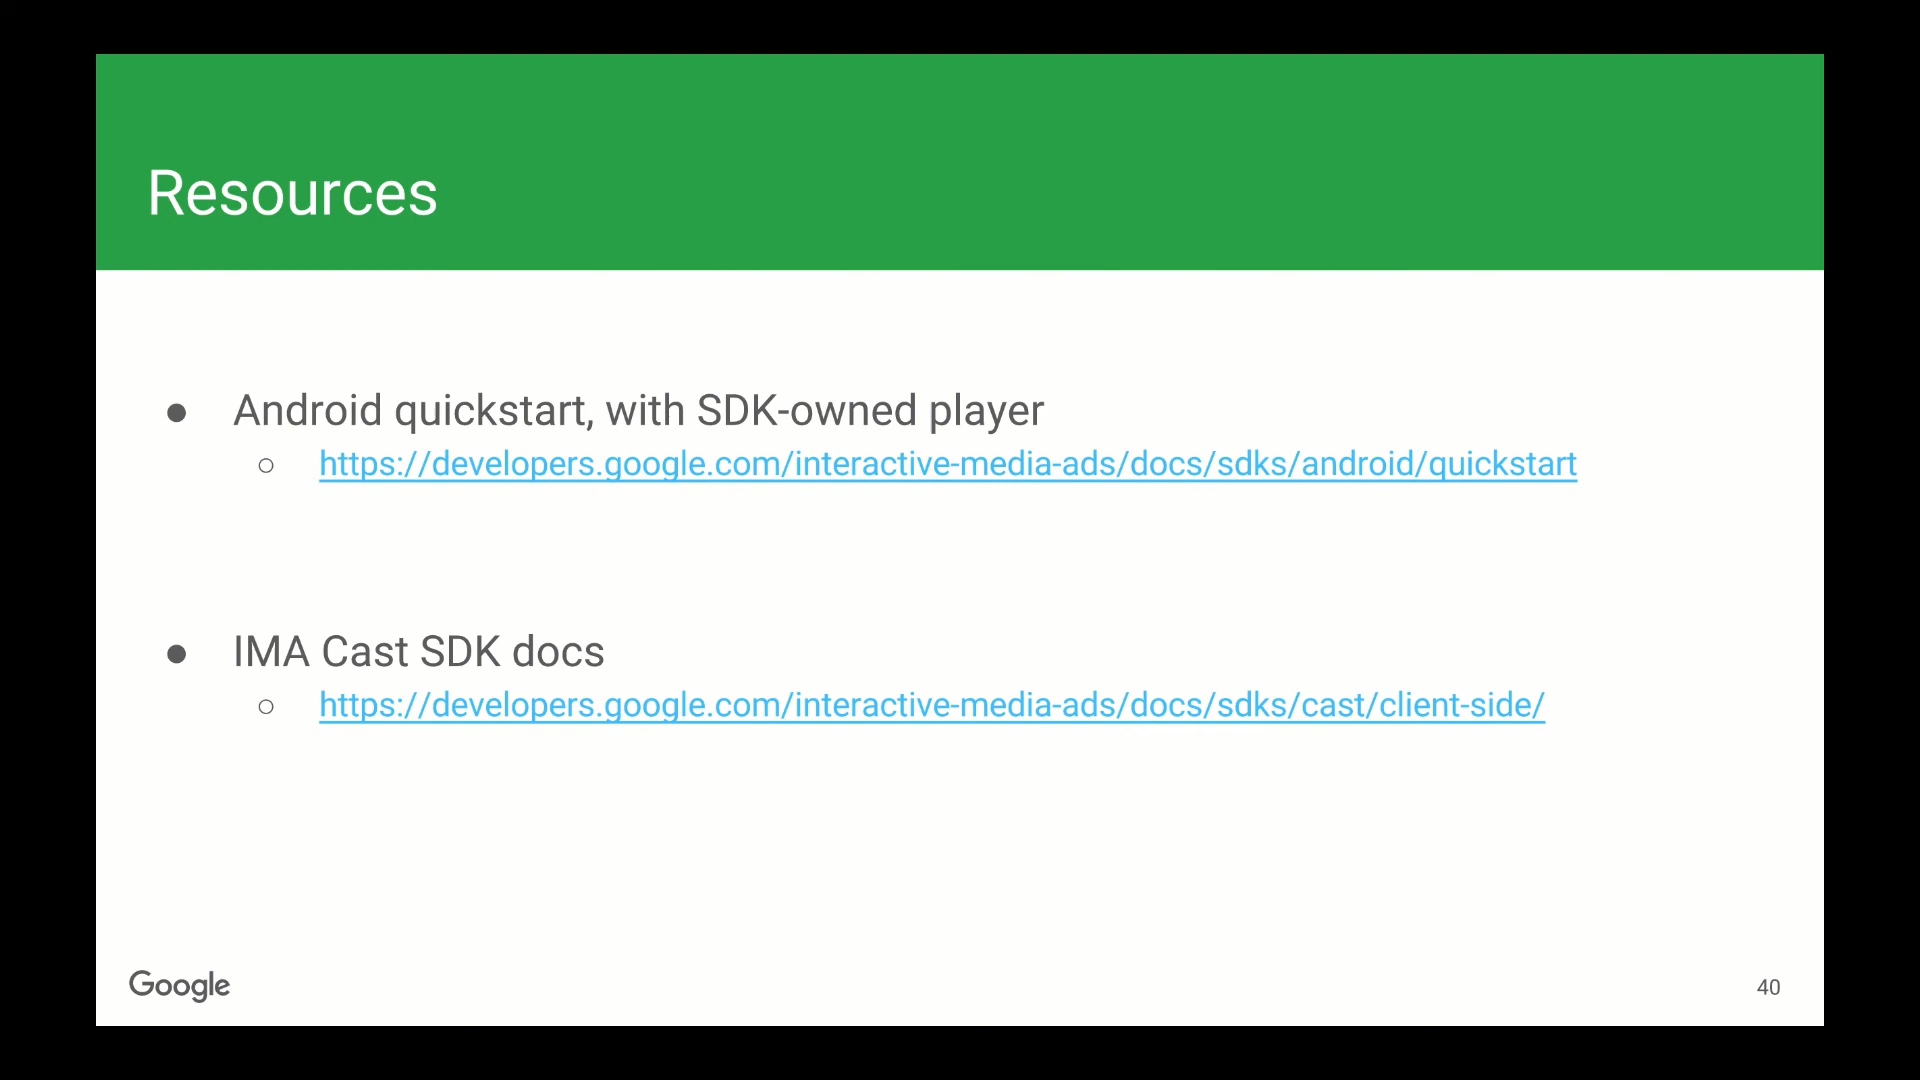 Resources
● Android quickstart, with SDK-owned player
○ https://developers.google.com/interactive-media-ads/docs/sdks/android/quickstart
● IMA Cast SDK docs
○ https://developers.google.com/interactive-media-ads/docs/sdks/cast/client-side/
Google
40